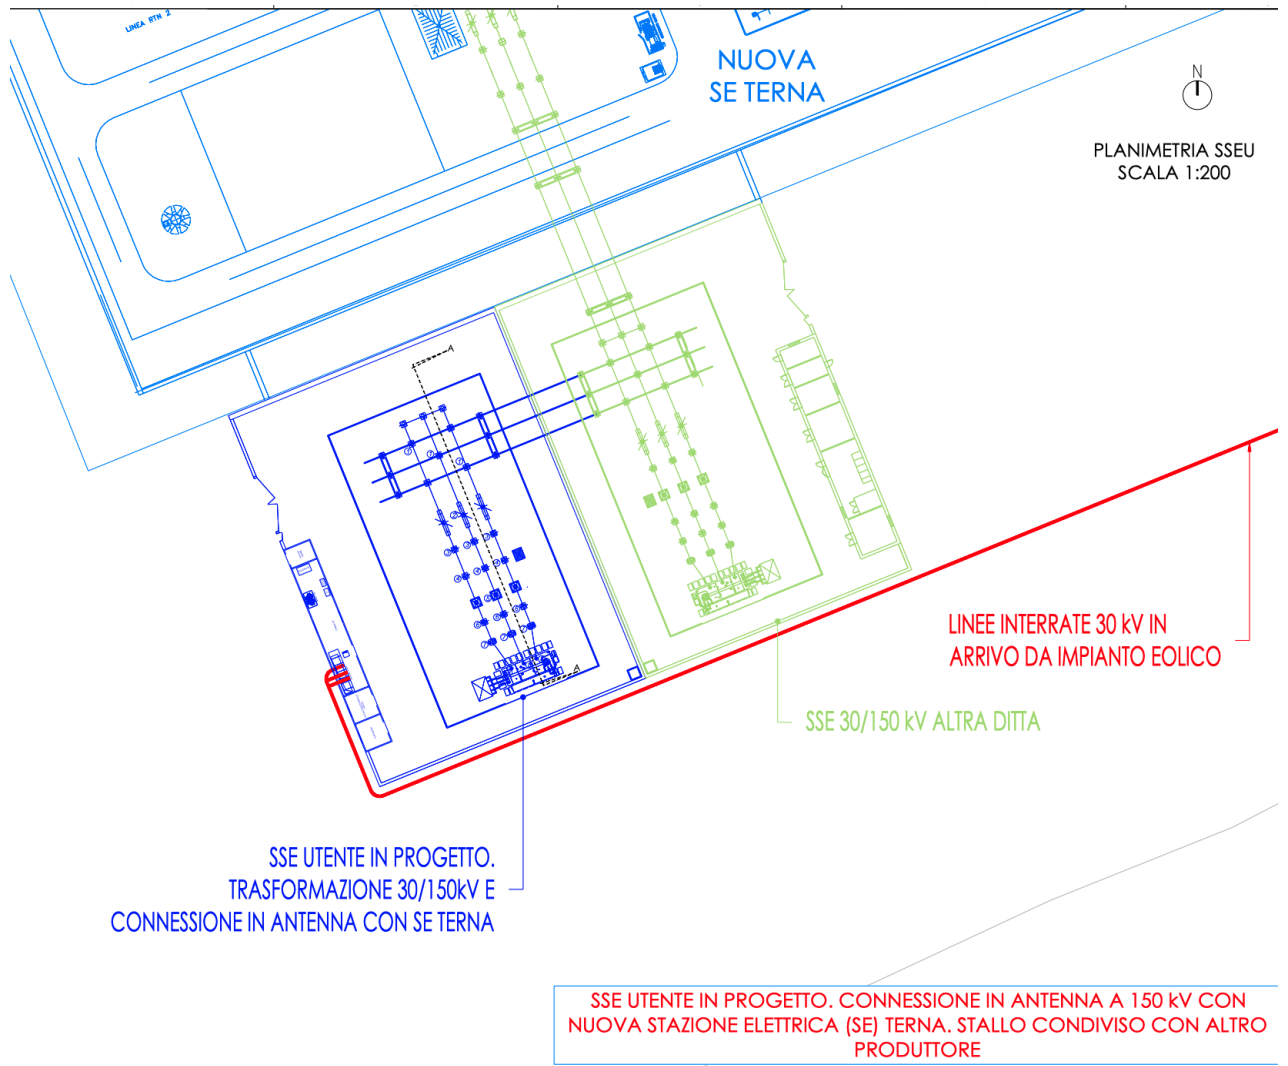 LINEA RTN 2
NUOVA
SE TERNA
N
PLANIMETRIA SSEU
SCALA 1:200
A
A
LINEE INTERRATE 30 kV IN
ARRIVO DA IMPIANTO EOLICO
SSE 30/150 kV ALTRA DITTA
SSE UTENTE IN PROGETTO.
TRASFORMAZIONE 30/150kV E
CONNESSIONE IN ANTENNA CON SE TERNA
SSE UTENTE IN PROGETTO. CONNESSIONE IN ANTENNA A 150 kV CON
NUOVA STAZIONE ELETTRICA (SE) TERNA. STALLO CONDIVISO CON ALTRO
PRODUTTORE